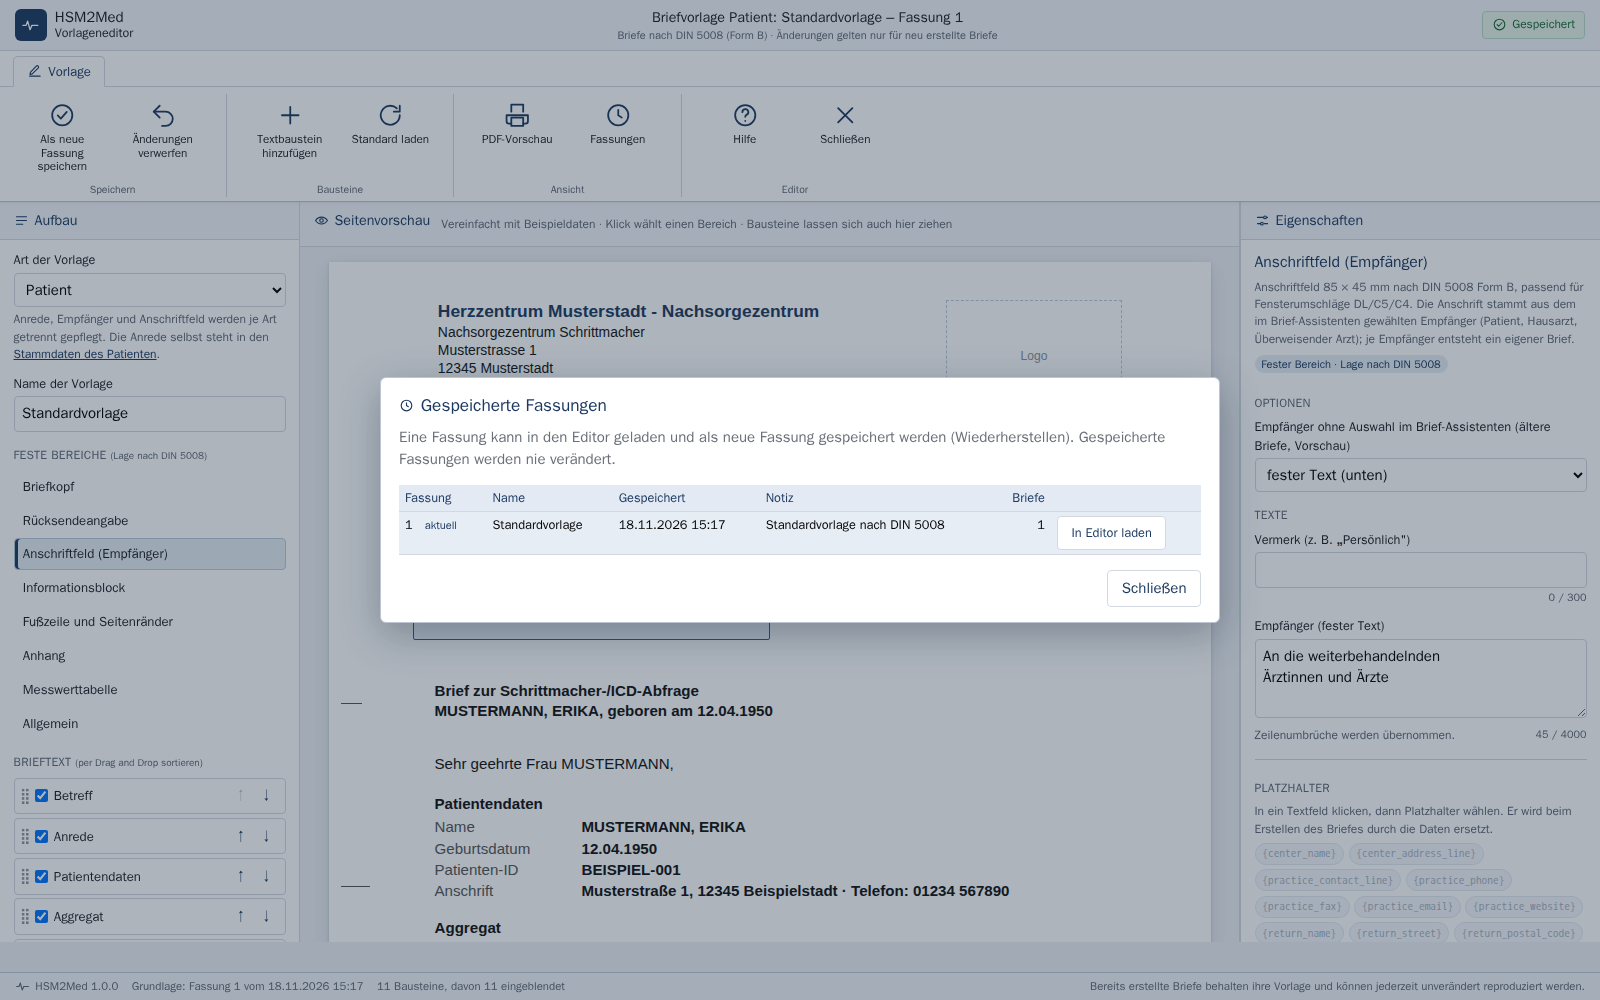 HSM2Med
Vorlageneditor
Briefvorlage Patient: Standardvorlage – Fassung 1
Briefe nach DIN 5008 (Form B) · Änderungen gelten nur für neu erstellte Briefe
Gespeichert
Vorlage
Als neue
Fassung
speichern
Änderungen
verwerfen
Speichern
Textbaustein
hinzufügen
Standard laden
Bausteine
PDF-Vorschau
Fassungen
Ansicht
Hilfe
Schließen
Editor
Aufbau
Art der Vorlage
Patient
Anrede, Empfänger und Anschriftfeld werden je Art
getrennt gepflegt. Die Anrede selbst steht in den
Stammdaten des Patienten.
Name der Vorlage
Standardvorlage
FESTE BEREICHE (Lage nach DIN 5008)
Briefkopf
Rücksendeangabe
Anschriftfeld (Empfänger)
Informationsblock
Fußzeile und Seitenränder
Anhang
Messwerttabelle
Allgemein
BRIEFTEXT (per Drag and Drop sortieren)
Betreff ↑ ↓
Anrede ↑ ↓
Patientendaten ↑ ↓
Aggregat ↑ ↓
Seitenvorschau Vereinfacht mit Beispieldaten · Klick wählt einen Bereich · Bausteine lassen sich auch hier ziehen
Herzzentrum Musterstadt - Nachsorgezentrum
Nachsorgezentrum Schrittmacher
Musterstrasse 1
12345 Musterstadt
Logo
Gespeicherte Fassungen
Eine Fassung kann in den Editor geladen und als neue Fassung gespeichert werden (Wiederherstellen). Gespeicherte
Fassungen werden nie verändert.
Fassung Name Gespeichert Notiz Briefe
1 aktuell Standardvorlage 18.11.2026 15:17 Standardvorlage nach DIN 5008 1 In Editor laden
Schließen
Brief zur Schrittmacher-/ICD-Abfrage
MUSTERMANN, ERIKA, geboren am 12.04.1950
Sehr geehrte Frau MUSTERMANN,
Patientendaten
Name MUSTERMANN, ERIKA
Geburtsdatum 12.04.1950
Patienten-ID BEISPIEL-001
Anschrift Musterstraße 1, 12345 Beispielstadt · Telefon: 01234 567890
Aggregat
Eigenschaften
Anschriftfeld (Empfänger)
Anschriftfeld 85 × 45 mm nach DIN 5008 Form B, passend für
Fensterumschläge DL/C5/C4. Die Anschrift stammt aus dem
im Brief-Assistenten gewählten Empfänger (Patient, Hausarzt,
Überweisender Arzt); je Empfänger entsteht ein eigener Brief.
Fester Bereich · Lage nach DIN 5008
OPTIONEN
Empfänger ohne Auswahl im Brief-Assistenten (ältere
Briefe, Vorschau)
fester Text (unten)
TEXTE
Vermerk (z. B. „Persönlich")
0 / 300
Empfänger (fester Text)
An die weiterbehandelnden
Ärztinnen und Ärzte
Zeilenumbrüche werden übernommen. 45 / 4000
PLATZHALTER
In ein Textfeld klicken, dann Platzhalter wählen. Er wird beim
Erstellen des Briefes durch die Daten ersetzt.
{center_name} {center_address_line}
{practice_contact_line} {practice_phone}
{practice_fax} {practice_email} {practice_website}
{return_name} {return_street} {return_postal_code}
HSM2Med 1.0.0 Grundlage: Fassung 1 vom 18.11.2026 15:17 11 Bausteine, davon 11 eingeblendet
Bereits erstellte Briefe behalten ihre Vorlage und können jederzeit unverändert reproduziert werden.